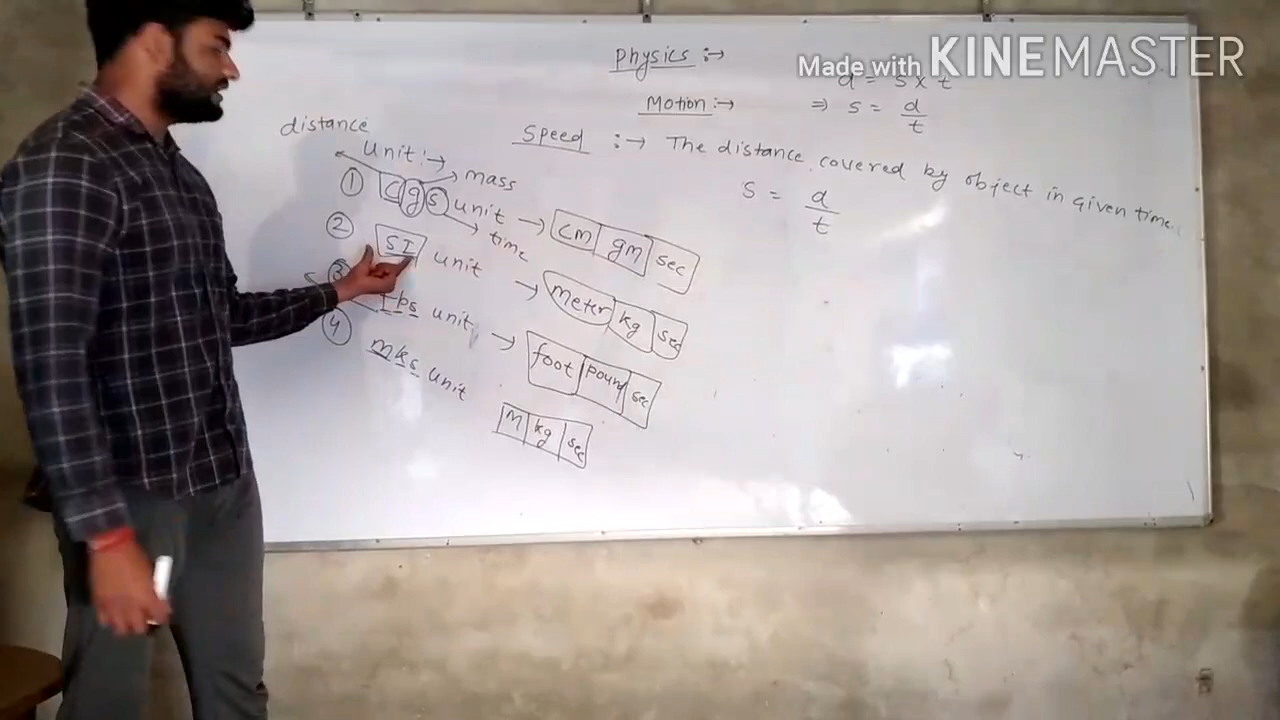 Made with KINEMASTER
Physics :→
d = s x t
Motion :→
⇒ s = d/t
Speed :→ The distance covered by object in given time.
s = d/t
distance
Unit :→
mass
① cgs unit → cm gm sec
time
② SI unit → meter kg sec
③ fps unit → foot pound sec
④ mks unit
M kg sec